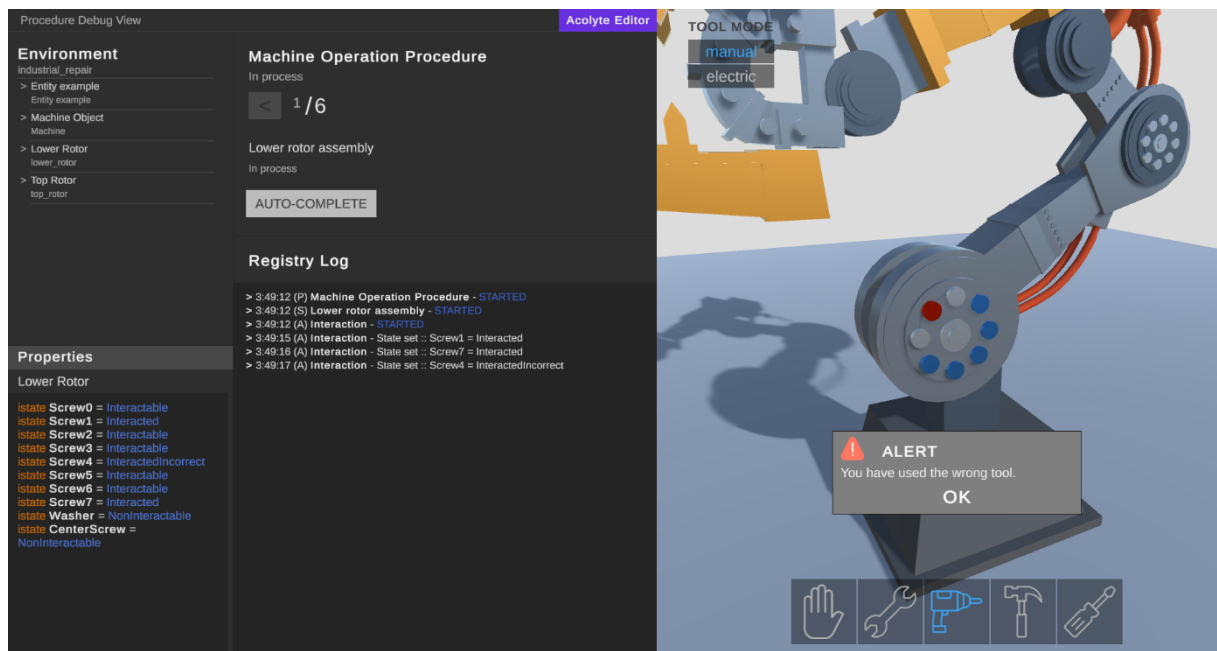 Procedure Debug View
Acolyte Editor
Environment
industrial_repair
> Entity example
Entity example
> Machine Object
Machine
> Lower Rotor
lower_rotor
> Top Rotor
top_rotor
Machine Operation Procedure
In process
< 1/6
Lower rotor assembly
In process
AUTO-COMPLETE
Registry Log
> 3:49:12 (P) Machine Operation Procedure - STARTED
> 3:49:12 (S) Lower rotor assembly - STARTED
> 3:49:12 (A) Interaction - STARTED
> 3:49:15 (A) Interaction - State set :: Screw1 = Interacted
> 3:49:16 (A) Interaction - State set :: Screw7 = Interacted
> 3:49:17 (A) Interaction - State set :: Screw4 = InteractedIncorrect
Properties
Lower Rotor
istate Screw0 = Interactable
istate Screw1 = Interacted
istate Screw2 = Interactable
istate Screw3 = Interactable
istate Screw4 = InteractedIncorrect
istate Screw5 = Interactable
istate Screw6 = Interactable
istate Screw7 = Interacted
istate Washer = NonInteractable
istate CenterScrew =
NonInteractable
TOOL MODE
manual
electric
ALERT
You have used the wrong tool.
OK